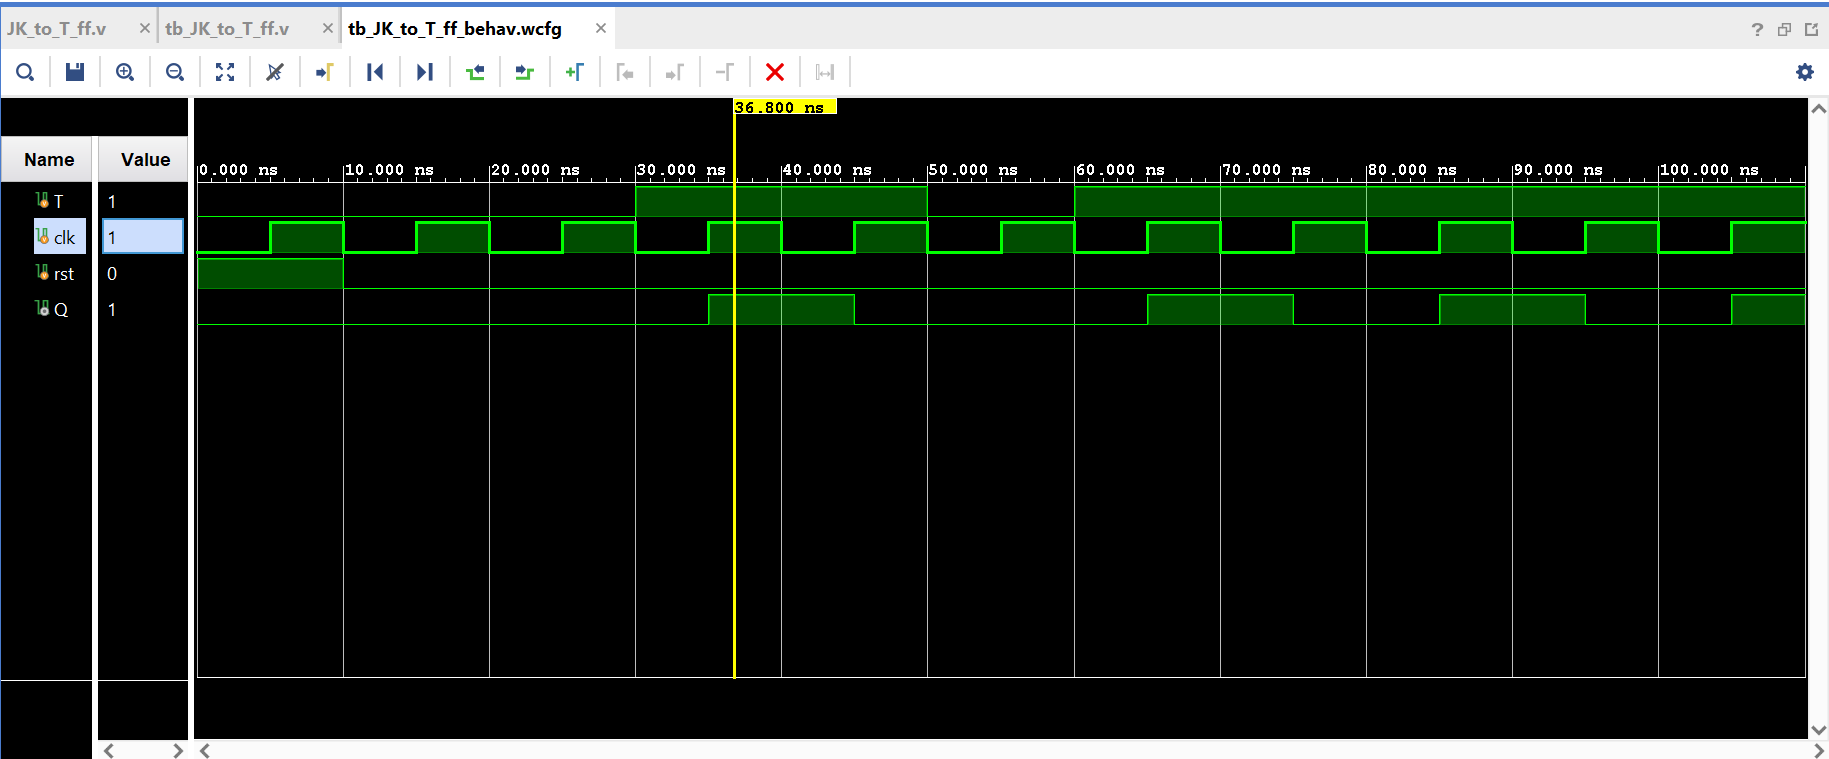 JK_to_T_ff.v × tb_JK_to_T_ff.v × tb_JK_to_T_ff_behav.wcfg ×
36.800 ns
Name Value
0.000 ns 10.000 ns 20.000 ns 30.000 ns 40.000 ns 50.000 ns 60.000 ns 70.000 ns 80.000 ns 90.000 ns 100.000 ns
T 1
clk 1
rst 0
Q 1